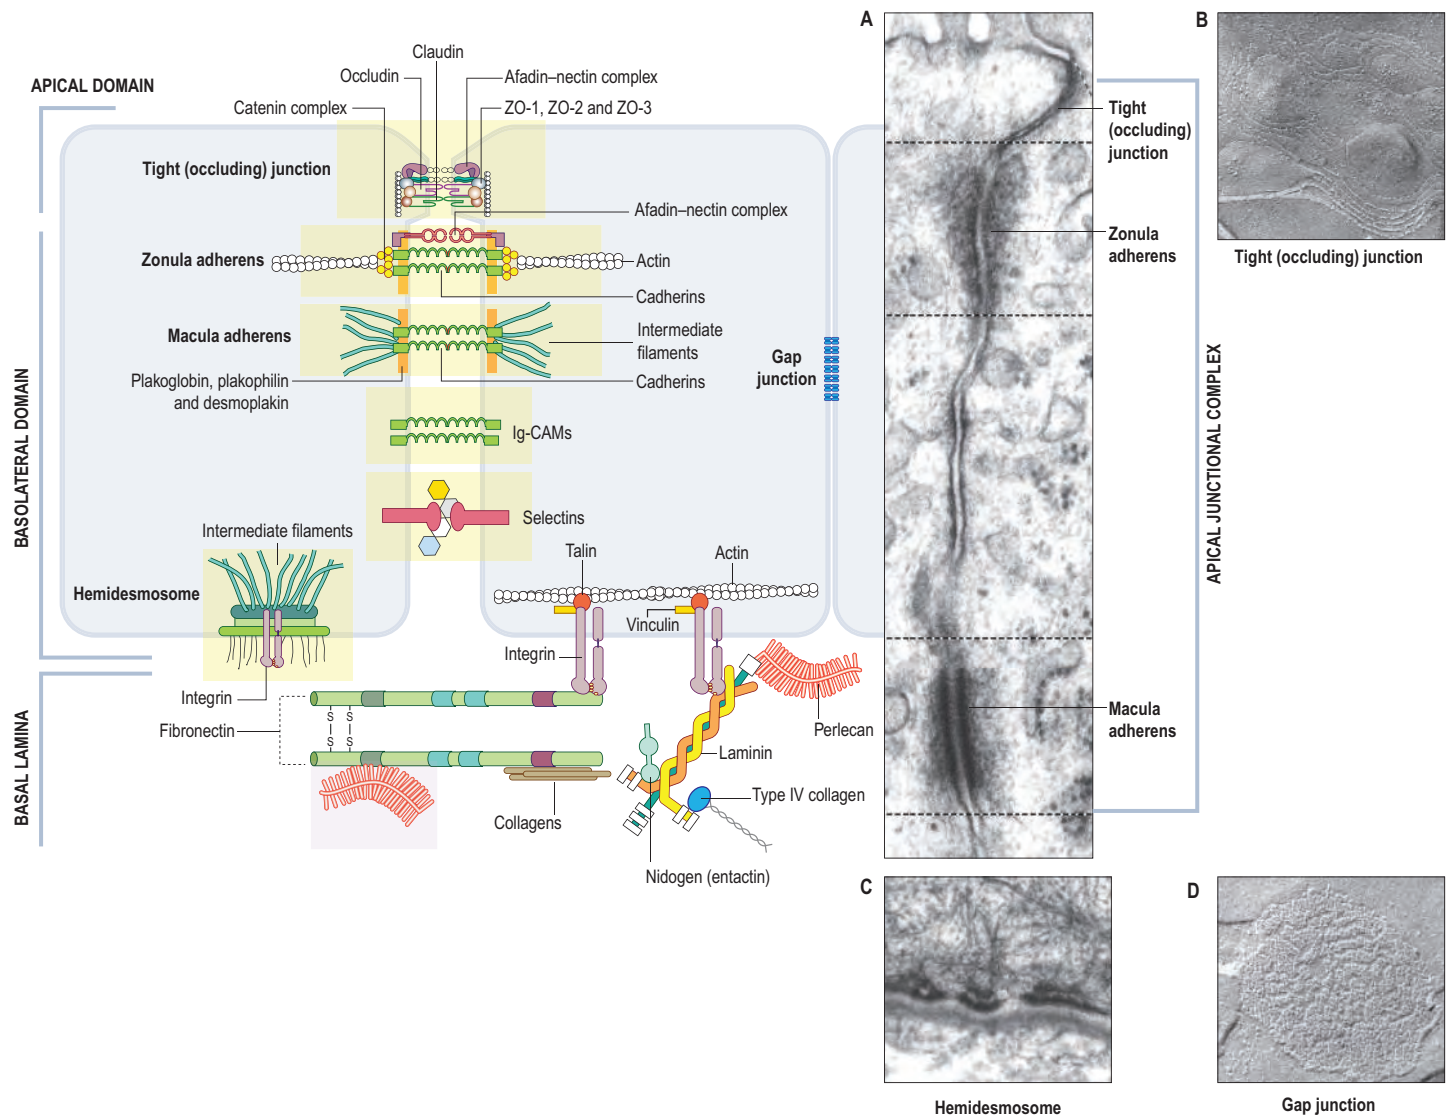 A
B
Claudin
Occludin
Afadin–nectin complex
APICAL DOMAIN
Catenin complex
ZO-1, ZO-2 and ZO-3
Tight
(occluding)
junction
Tight (occluding) junction
Afadin–nectin complex
Zonula adherens
Actin
Zonula
adherens
Tight (occluding) junction
Cadherins
Macula adherens
Intermediate
filaments
Gap
junction
Plakoglobin, plakophilin
and desmoplakin
Cadherins
Ig-CAMs
BASOLATERAL DOMAIN
APICAL JUNCTIONAL COMPLEX
Selectins
Intermediate filaments
Talin
Actin
Hemidesmosome
Vinculin
Integrin
Integrin
Fibronectin
S
S
S
S
Perlecan
Macula
adherens
Laminin
BASAL LAMINA
Type IV collagen
Collagens
Nidogen (entactin)
C
D
Hemidesmosome
Gap junction